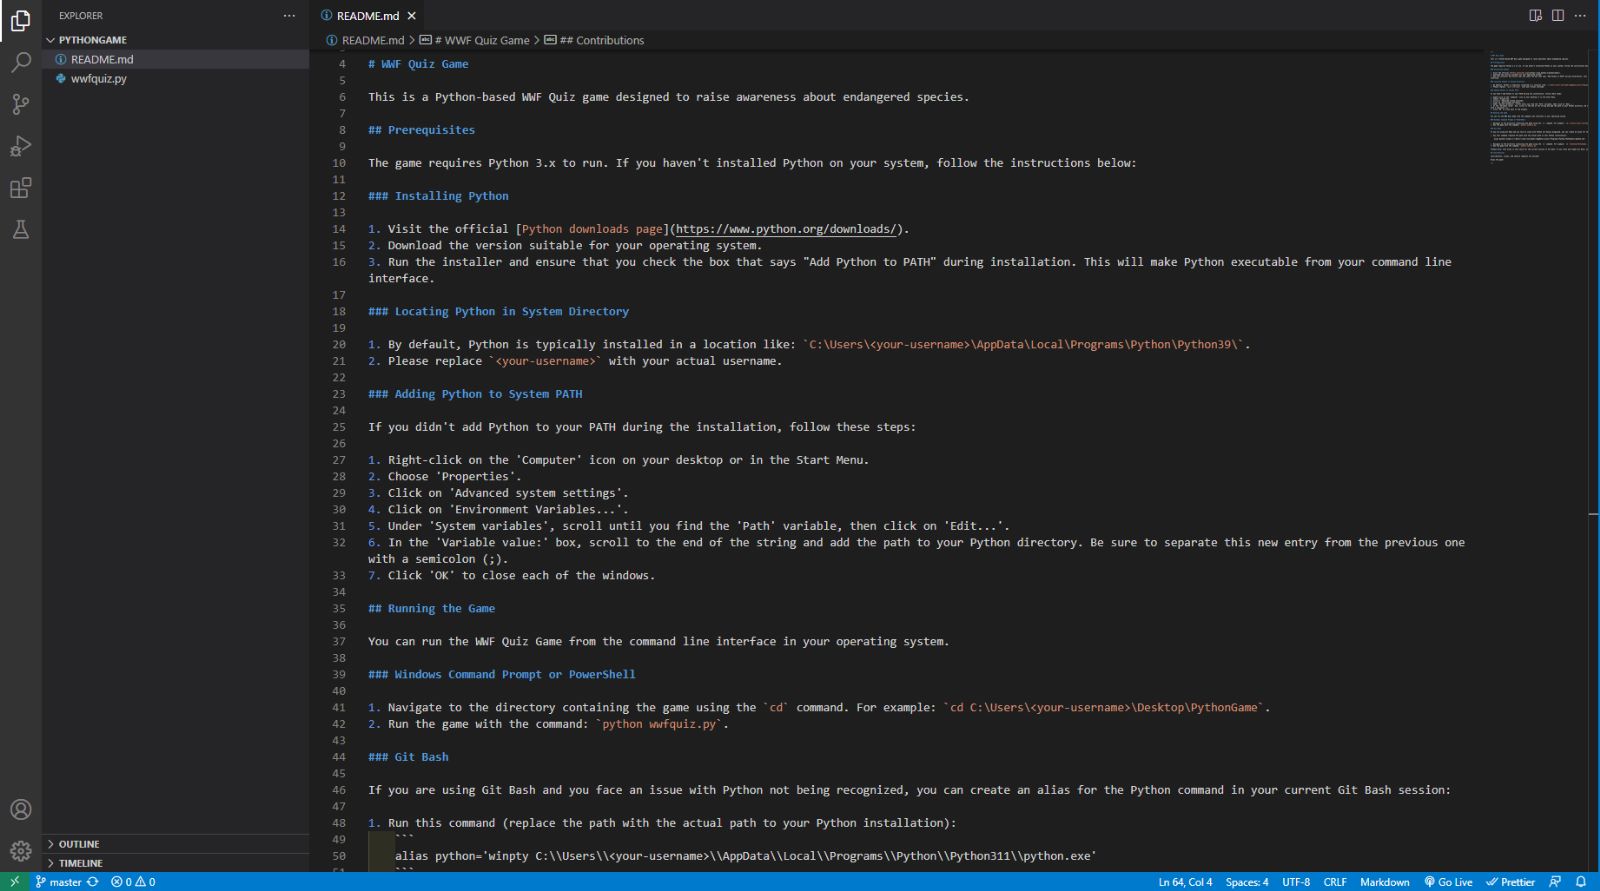 EXPLORER
PYTHONGAME
README.md
wwfquiz.py
OUTLINE
TIMELINE
README.md
README.md > # WWF Quiz Game > ## Contributions
4 # WWF Quiz Game
5
6 This is a Python-based WWF Quiz game designed to raise awareness about endangered species.
7
8 ## Prerequisites
9
10 The game requires Python 3.x to run. If you haven't installed Python on your system, follow the instructions below:
11
12 ### Installing Python
13
14 1. Visit the official [Python downloads page](https://www.python.org/downloads/).
15 2. Download the version suitable for your operating system.
16 3. Run the installer and ensure that you check the box that says "Add Python to PATH" during installation. This will make Python executable from your command line
interface.
17
18 ### Locating Python in System Directory
19
20 1. By default, Python is typically installed in a location like: `C:\Users\<your-username>\AppData\Local\Programs\Python\Python39\`.
21 2. Please replace `<your-username>` with your actual username.
22
23 ### Adding Python to System PATH
24
25 If you didn't add Python to your PATH during the installation, follow these steps:
26
27 1. Right-click on the 'Computer' icon on your desktop or in the Start Menu.
28 2. Choose 'Properties'.
29 3. Click on 'Advanced system settings'.
30 4. Click on 'Environment Variables...'.
31 5. Under 'System variables', scroll until you find the 'Path' variable, then click on 'Edit...'.
32 6. In the 'Variable value:' box, scroll to the end of the string and add the path to your Python directory. Be sure to separate this new entry from the previous one
with a semicolon (;).
33 7. Click 'OK' to close each of the windows.
34
35 ## Running the Game
36
37 You can run the WWF Quiz Game from the command line interface in your operating system.
38
39 ### Windows Command Prompt or PowerShell
40
41 1. Navigate to the directory containing the game using the `cd` command. For example: `cd C:\Users\<your-username>\Desktop\PythonGame`.
42 2. Run the game with the command: `python wwfquiz.py`.
43
44 ### Git Bash
45
46 If you are using Git Bash and you face an issue with Python not being recognized, you can create an alias for the Python command in your current Git Bash session:
47
48 1. Run this command (replace the path with the actual path to your Python installation):
49 ```
50 alias python='winpty C:\\Users\\<your-username>\\AppData\\Local\\Programs\\Python\\Python311\\python.exe'
51 ```
master 0 0 Ln 64, Col 4 Spaces: 4 UTF-8 CRLF Markdown Go Live Prettier